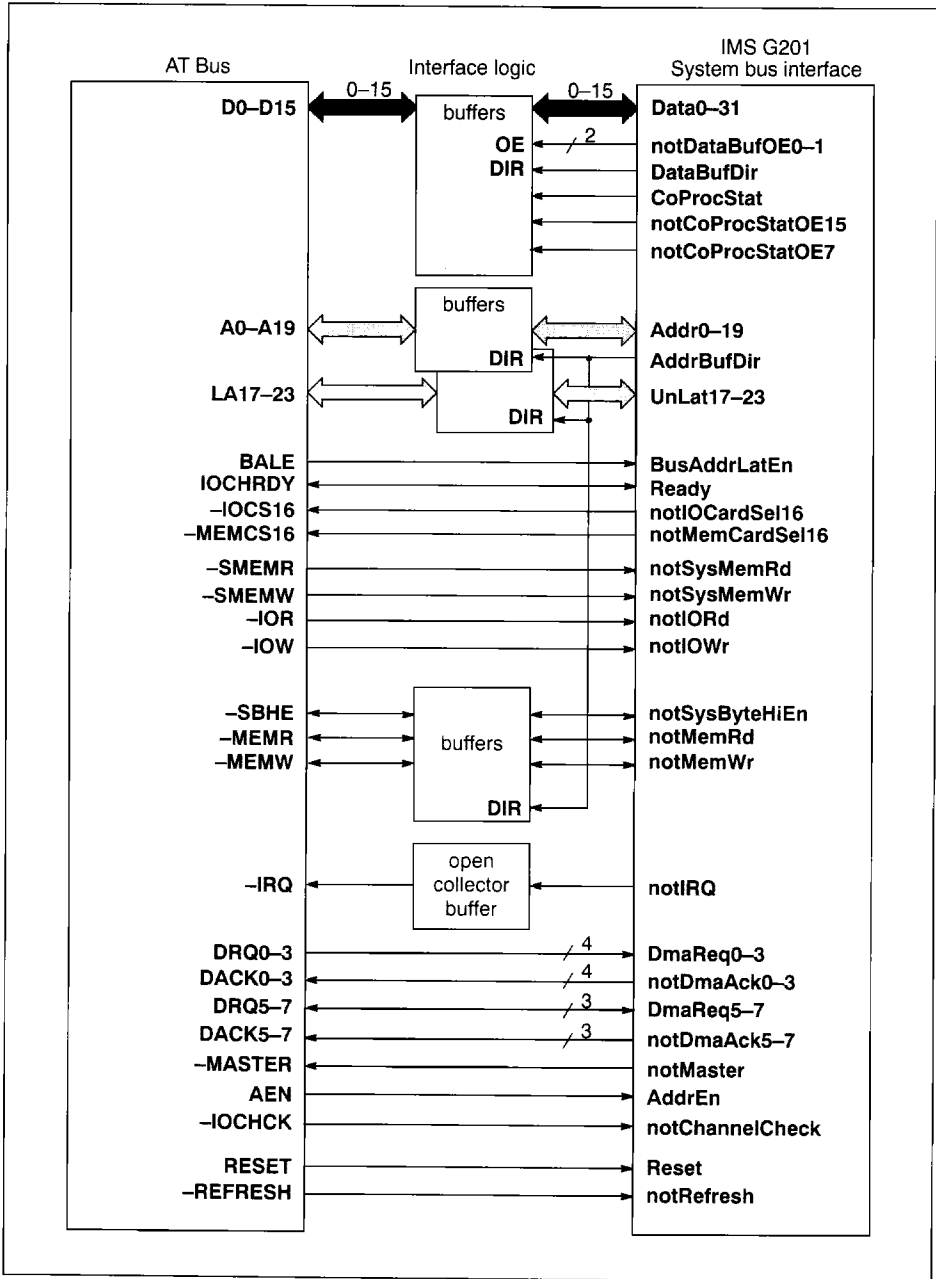 AT Bus
Interface logic
IMS G201
System bus interface
D0–D15
0–15
buffers
0–15
Data0–31
OE
2
notDataBufOE0–1
DIR
DataBufDir
CoProcStat
notCoProcStatOE15
notCoProcStatOE7
buffers
A0–A19
Addr0–19
DIR
AddrBufDir
LA17–23
UnLat17–23
DIR
BALE
BusAddrLatEn
IOCHRDY
Ready
–IOCS16
notIOCardSel16
–MEMCS16
notMemCardSel16
–SMEMR
notSysMemRd
–SMEMW
notSysMemWr
–IOR
notIORd
–IOW
notIOWr
–SBHE
notSysByteHiEn
–MEMR
buffers
notMemRd
–MEMW
notMemWr
DIR
–IRQ
open
collector
buffer
notIRQ
DRQ0–3
4
DmaReq0–3
DACK0–3
4
notDmaAck0–3
DRQ5–7
3
DmaReq5–7
DACK5–7
3
notDmaAck5–7
–MASTER
notMaster
AEN
AddrEn
–IOCHCK
notChannelCheck
RESET
Reset
–REFRESH
notRefresh